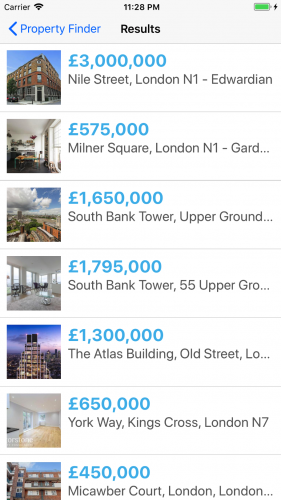 Carrier 11:28 PM
Property Finder Results
£3,000,000
Nile Street, London N1 - Edwardian
£575,000
Milner Square, London N1 - Gard...
£1,650,000
South Bank Tower, Upper Ground...
£1,795,000
South Bank Tower, 55 Upper Gro...
£1,300,000
The Atlas Building, Old Street, Lo...
£650,000
York Way, Kings Cross, London N7
£450,000
Micawber Court, London, London...